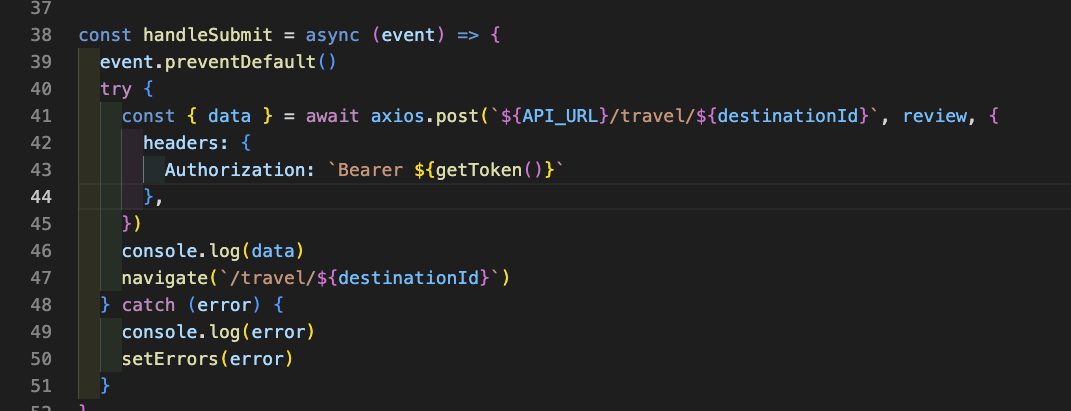 37
38 const handleSubmit = async (event) => {
39 event.preventDefault()
40 try {
41 const { data } = await axios.post(`${API_URL}/travel/${destinationId}`, review, {
42 headers: {
43 Authorization: `Bearer ${getToken()}`
44 },
45 })
46 console.log(data)
47 navigate(`/travel/${destinationId}`)
48 } catch (error) {
49 console.log(error)
50 setErrors(error)
51 }
52 }